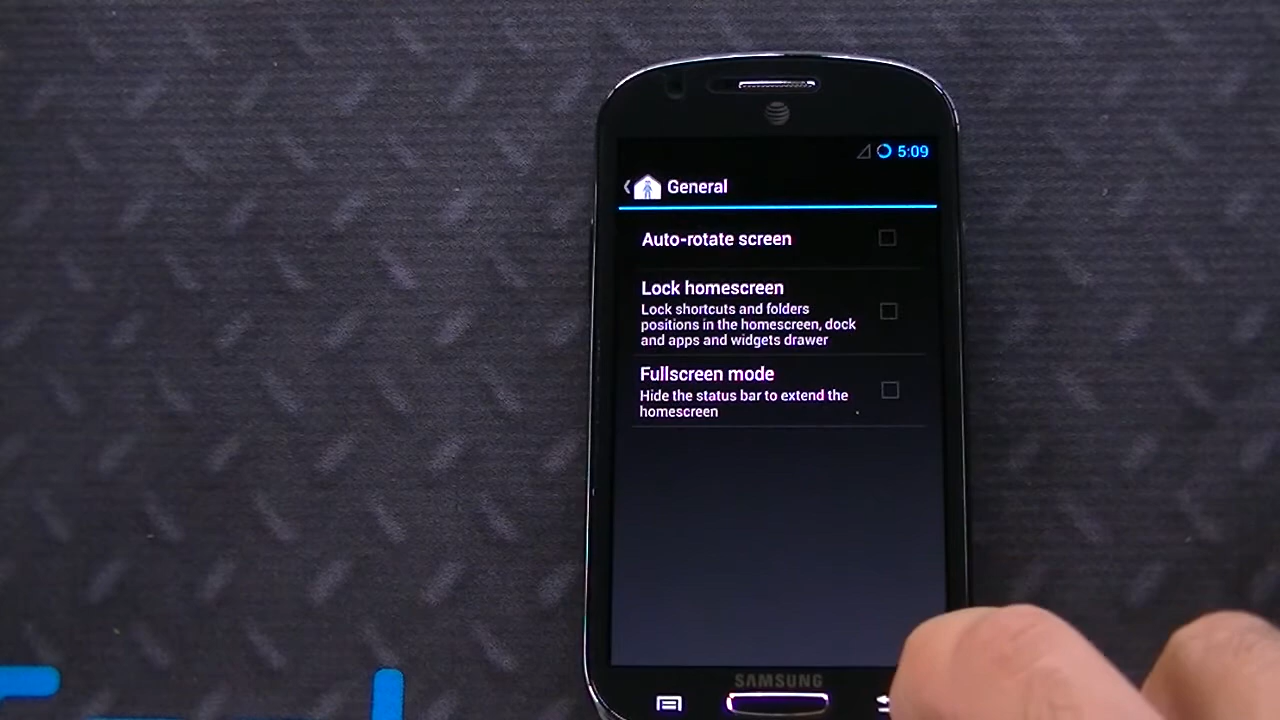 5:09
General
Auto-rotate screen
Lock homescreen
Lock shortcuts and folders
positions in the homescreen, dock
and apps and widgets drawer
Fullscreen mode
Hide the status bar to extend the
homescreen
SAMSUNG